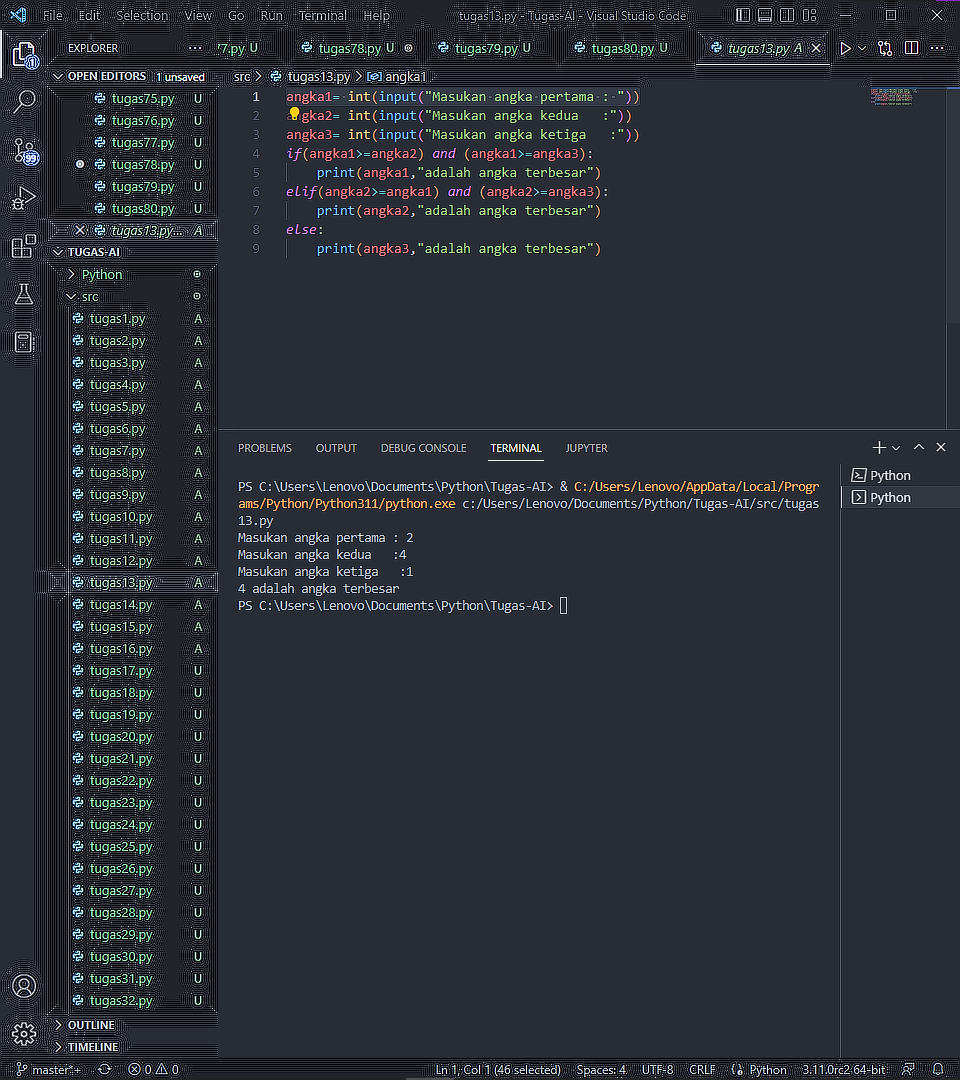 File Edit Selection View Go Run Terminal Help tugas13.py - Tugas-AI - Visual Studio Code
EXPLORER
77.py U tugas78.py U tugas79.py U tugas80.py U tugas13.py A
OPEN EDITORS 1 unsaved
src > tugas13.py > angka1
tugas75.py U
tugas76.py U
tugas77.py U
tugas78.py U
tugas79.py U
tugas80.py U
tugas13.py... A
TUGAS-AI
Python
src
tugas1.py A
tugas2.py A
tugas3.py A
tugas4.py A
tugas5.py A
tugas6.py A
tugas7.py A
tugas8.py A
tugas9.py A
tugas10.py A
tugas11.py A
tugas12.py A
tugas13.py A
tugas14.py A
tugas15.py A
tugas16.py A
tugas17.py U
tugas18.py U
tugas19.py U
tugas20.py U
tugas21.py U
tugas22.py U
tugas23.py U
tugas24.py U
tugas25.py U
tugas26.py U
tugas27.py U
tugas28.py U
tugas29.py U
tugas30.py U
tugas31.py U
tugas32.py U
OUTLINE
TIMELINE
1 angka1= int(input("Masukan angka pertama : "))
2 gka2= int(input("Masukan angka kedua   :"))
3 angka3= int(input("Masukan angka ketiga   :"))
4 if(angka1>=angka2) and (angka1>=angka3):
5     print(angka1,"adalah angka terbesar")
6 elif(angka2>=angka1) and (angka2>=angka3):
7     print(angka2,"adalah angka terbesar")
8 else:
9     print(angka3,"adalah angka terbesar")
PROBLEMS OUTPUT DEBUG CONSOLE TERMINAL JUPYTER
PS C:\Users\Lenovo\Documents\Python\Tugas-AI> & C:/Users/Lenovo/AppData/Local/Progr
ams/Python/Python311/python.exe c:/Users/Lenovo/Documents/Python/Tugas-AI/src/tugas
13.py
Masukan angka pertama : 2
Masukan angka kedua   :4
Masukan angka ketiga   :1
4 adalah angka terbesar
PS C:\Users\Lenovo\Documents\Python\Tugas-AI>
Python
Python
1
99
master*+ 0 0 Ln 1, Col 1 (46 selected) Spaces: 4 UTF-8 CRLF Python 3.11.0rc2 64-bit